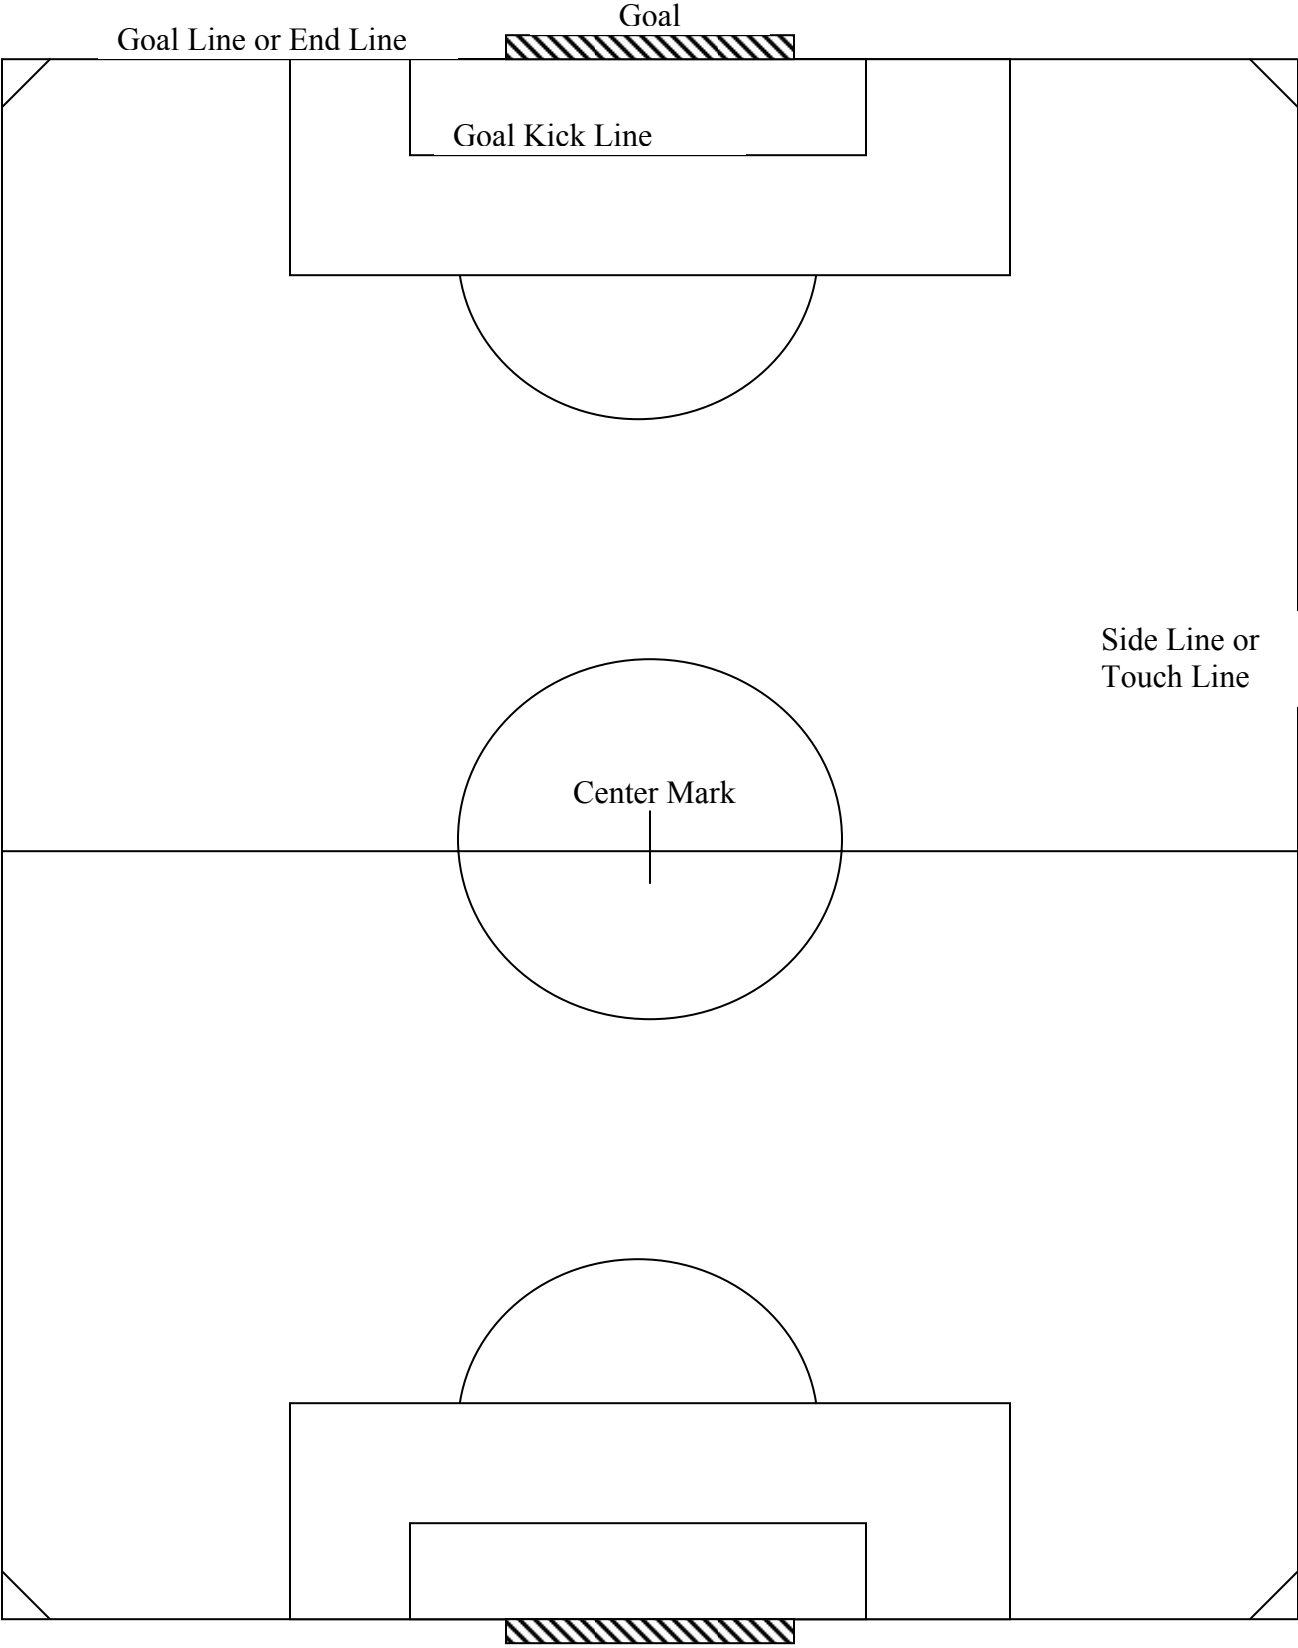 Goal
Goal Line or End Line
Goal Kick Line
Side Line or
Touch Line
Center Mark